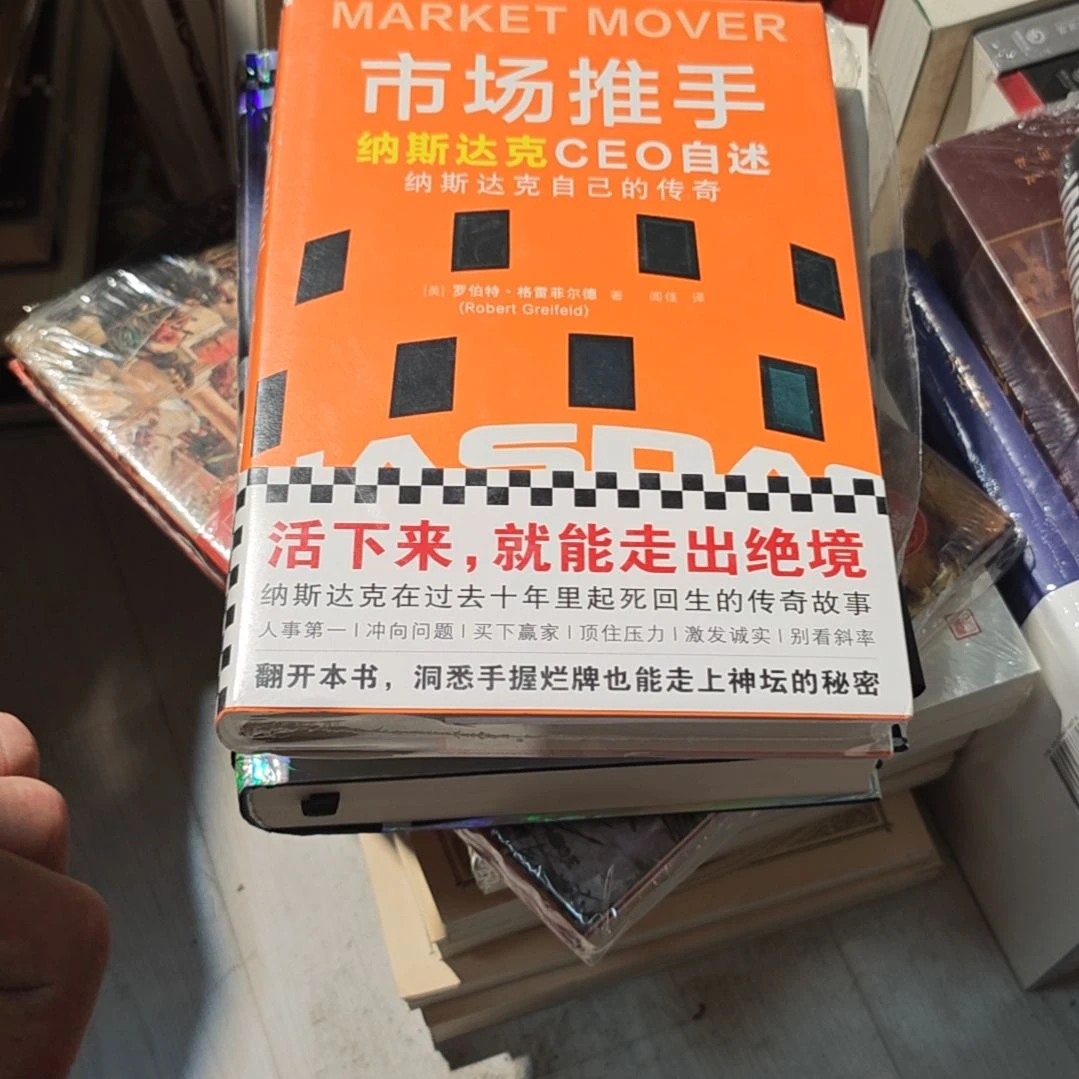 MARKET MOVER
市场推手
纳斯达克CEO自述
纳斯达克自己的传奇
[美] 罗伯特·格雷菲尔德 著 闾佳 译
(Robert Greifeld)
NASDAQ
活下来，就能走出绝境
纳斯达克在过去十年里起死回生的传奇故事
人事第一|冲向问题|买下赢家|顶住压力|激发诚实|别看斜率
翻开本书，洞悉手握烂牌也能走上神坛的秘密